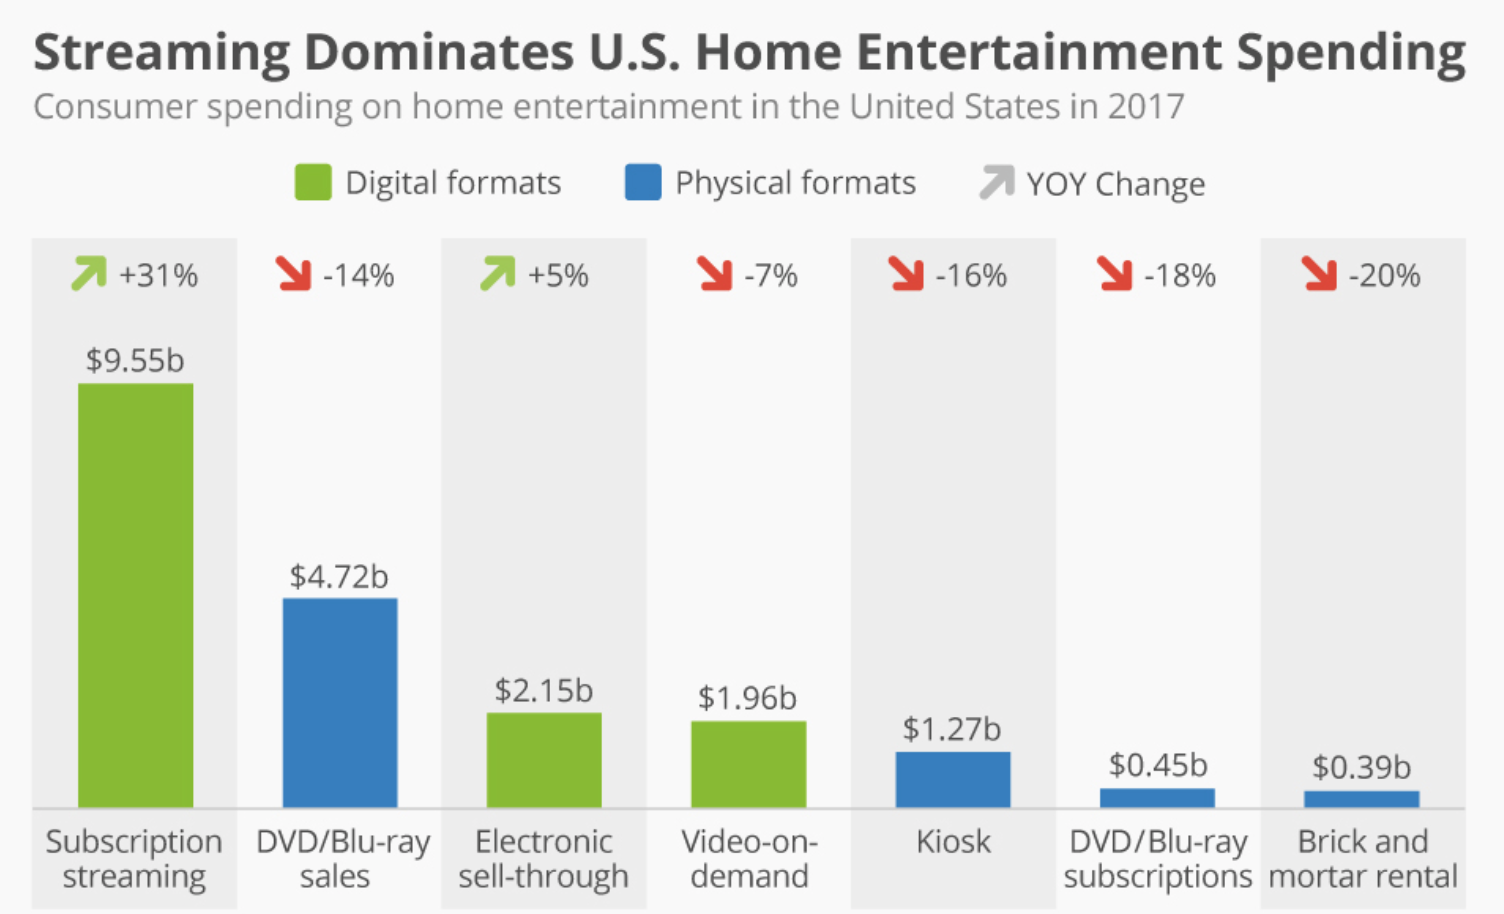 Streaming Dominates U.S. Home Entertainment Spending
Consumer spending on home entertainment in the United States in 2017
Digital formats Physical formats YOY Change
+31% -14% +5% -7% -16% -18% -20%
$9.55b
$4.72b
$2.15b
$1.96b
$1.27b
$0.45b
$0.39b
Subscription
streaming
DVD/Blu-ray
sales
Electronic
sell-through
Video-on-
demand
Kiosk
DVD/Blu-ray
subscriptions
Brick and
mortar rental